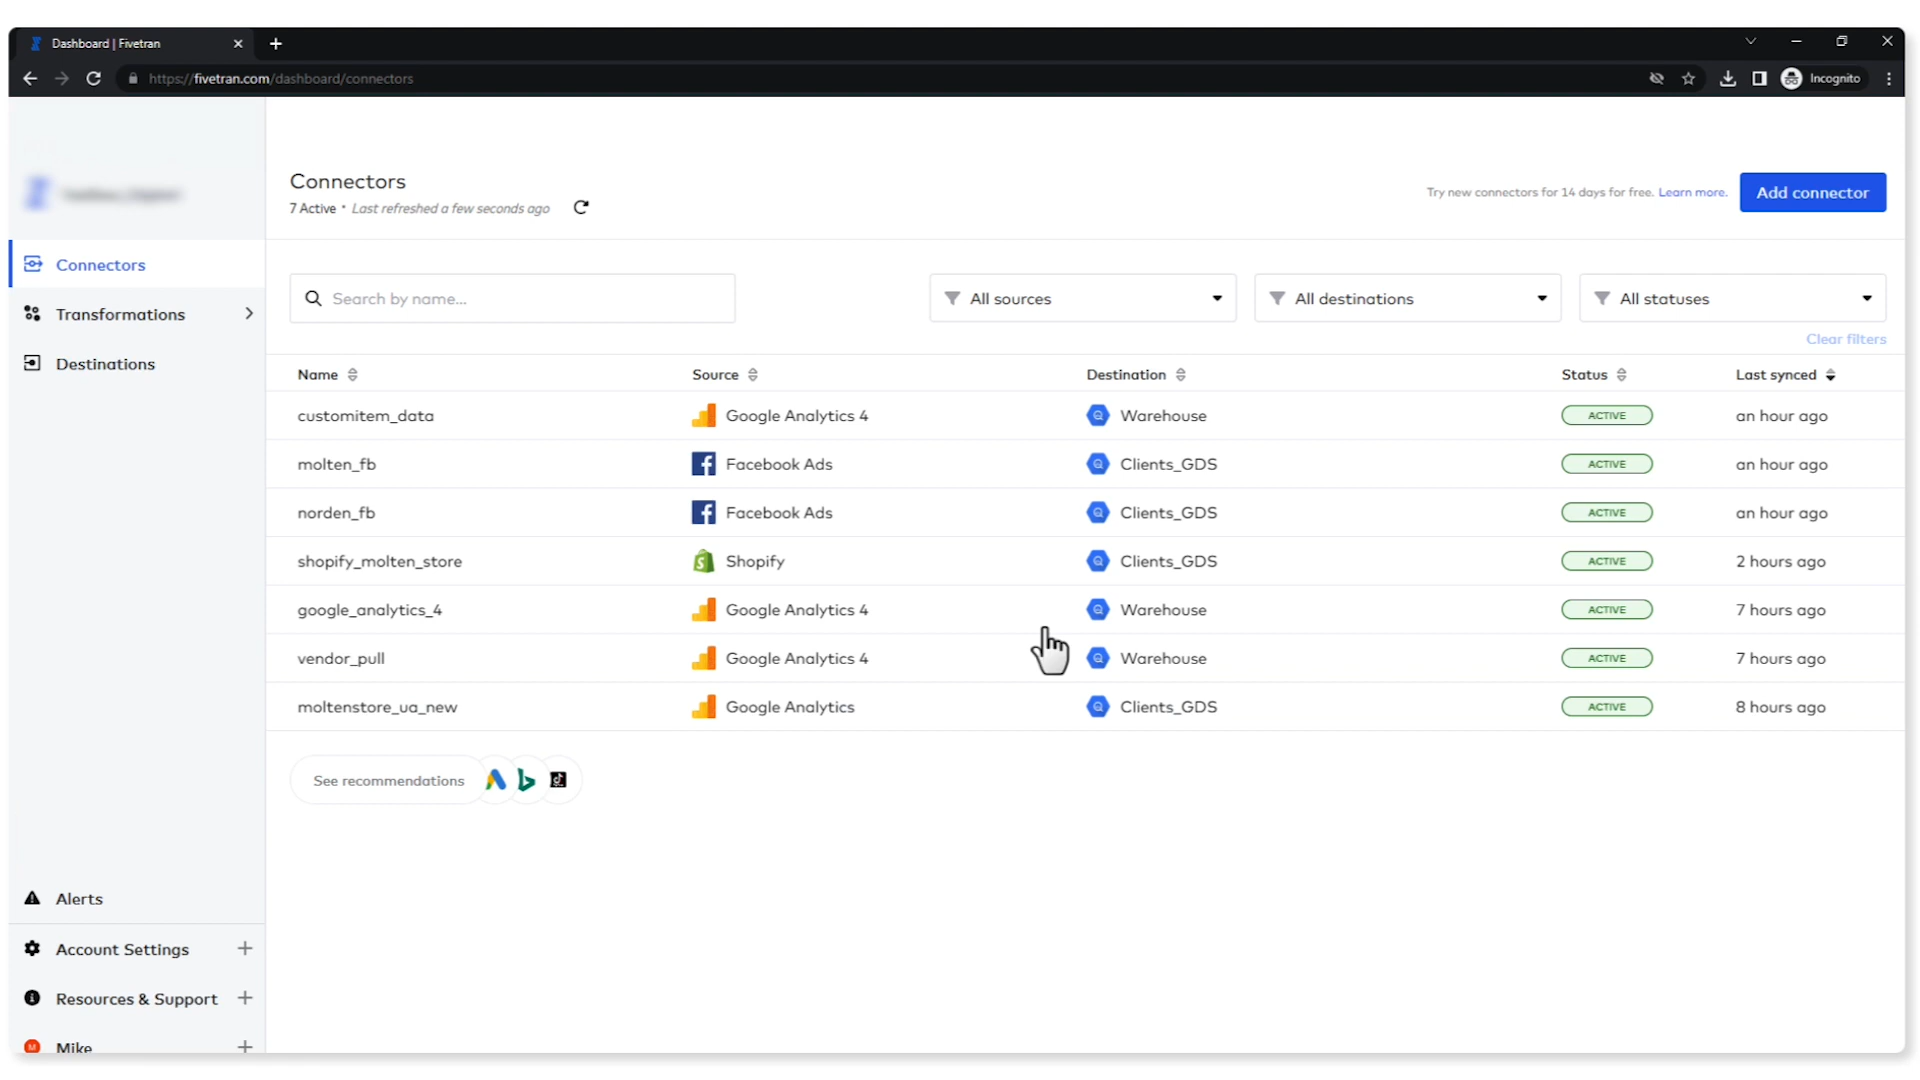 Dashboard | Fivetran
https://fivetran.com/dashboard/connectors
Incognito
Connectors
7 Active • Last refreshed a few seconds ago
Try new connectors for 14 days for free. Learn more.
Add connector
Connectors
Transformations
Destinations
Search by name...
All sources
All destinations
All statuses
Clear filters
Name Source Destination Status Last synced
customitem_data Google Analytics 4 Warehouse ACTIVE an hour ago
molten_fb Facebook Ads Clients_GDS ACTIVE an hour ago
norden_fb Facebook Ads Clients_GDS ACTIVE an hour ago
shopify_molten_store Shopify Clients_GDS ACTIVE 2 hours ago
google_analytics_4 Google Analytics 4 Warehouse ACTIVE 7 hours ago
vendor_pull Google Analytics 4 Warehouse ACTIVE 7 hours ago
moltenstore_ua_new Google Analytics Clients_GDS ACTIVE 8 hours ago
See recommendations
Alerts
Account Settings
Resources & Support
M Mike